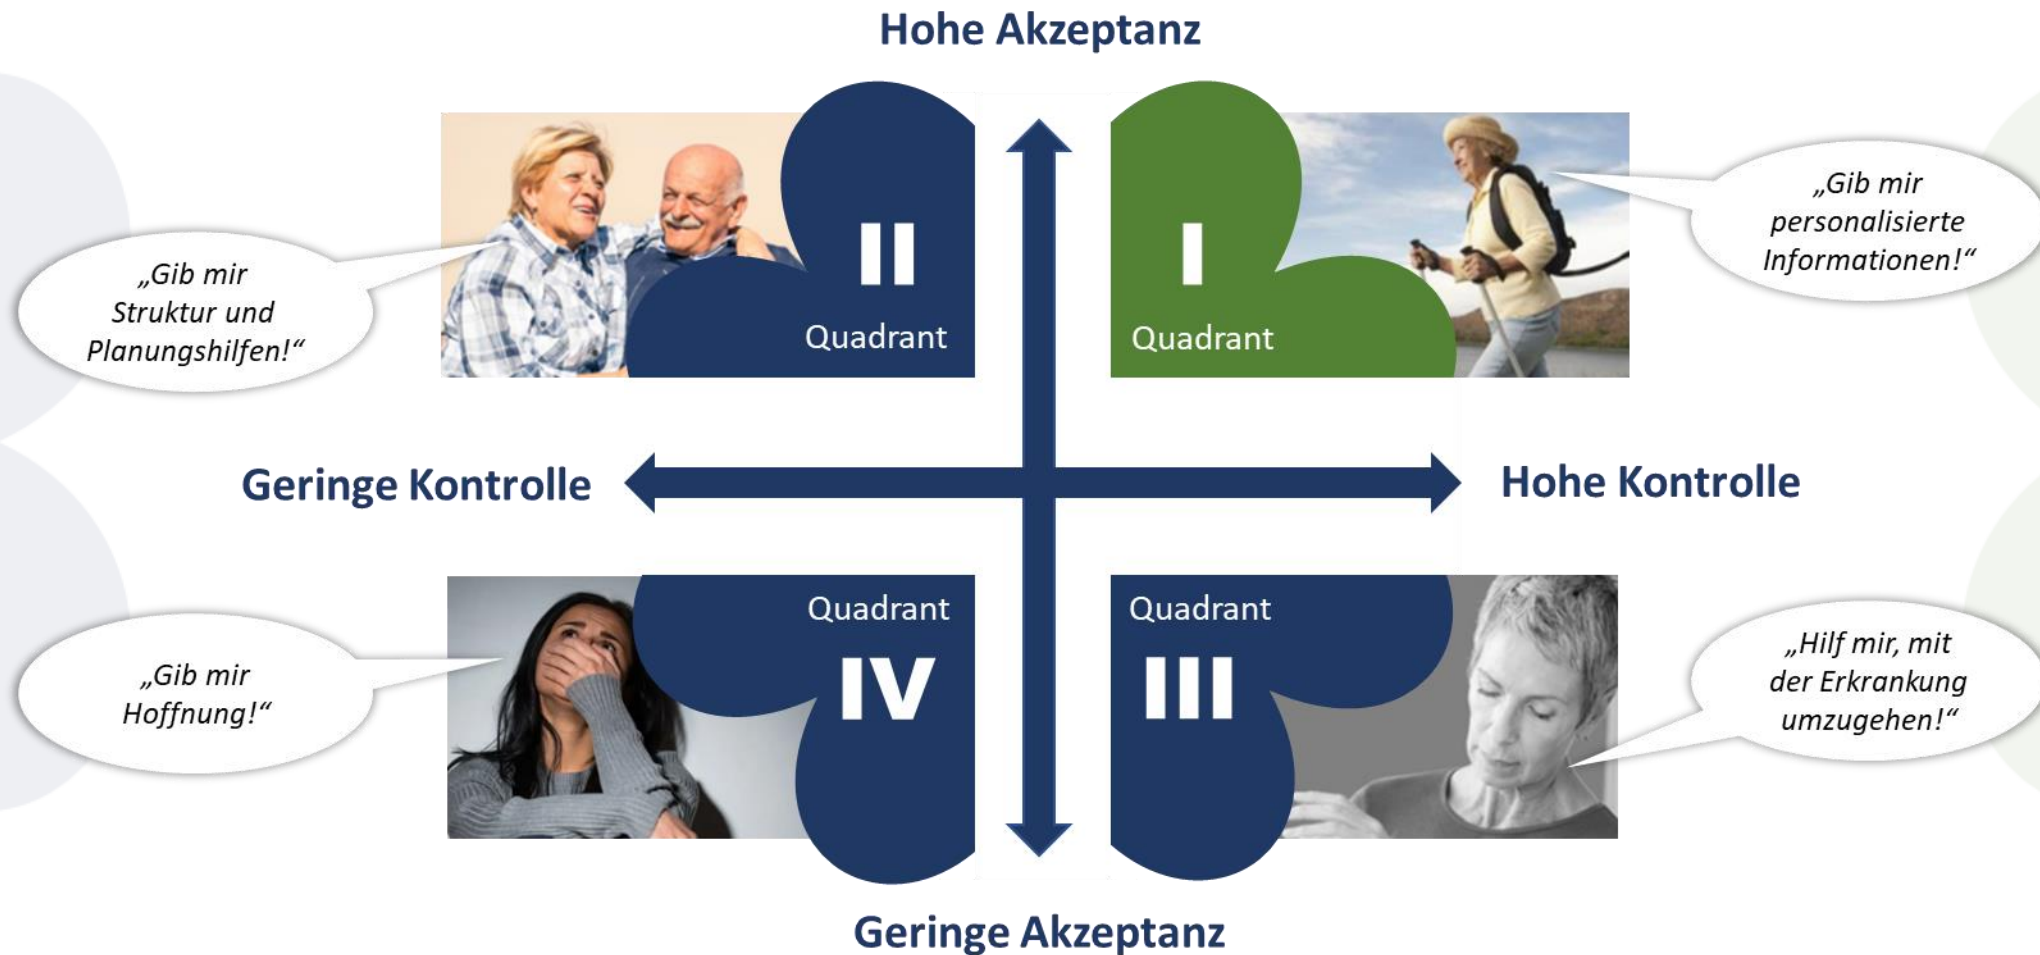 Hohe Akzeptanz
„Gib mir
Struktur und
Planungshilfen!“
II
Quadrant
I
Quadrant
„Gib mir
personalisierte
Informationen!“
Geringe Kontrolle
Hohe Kontrolle
„Gib mir
Hoffnung!“
Quadrant
IV
Quadrant
III
„Hilf mir, mit
der Erkrankung
umzugehen!“
Geringe Akzeptanz